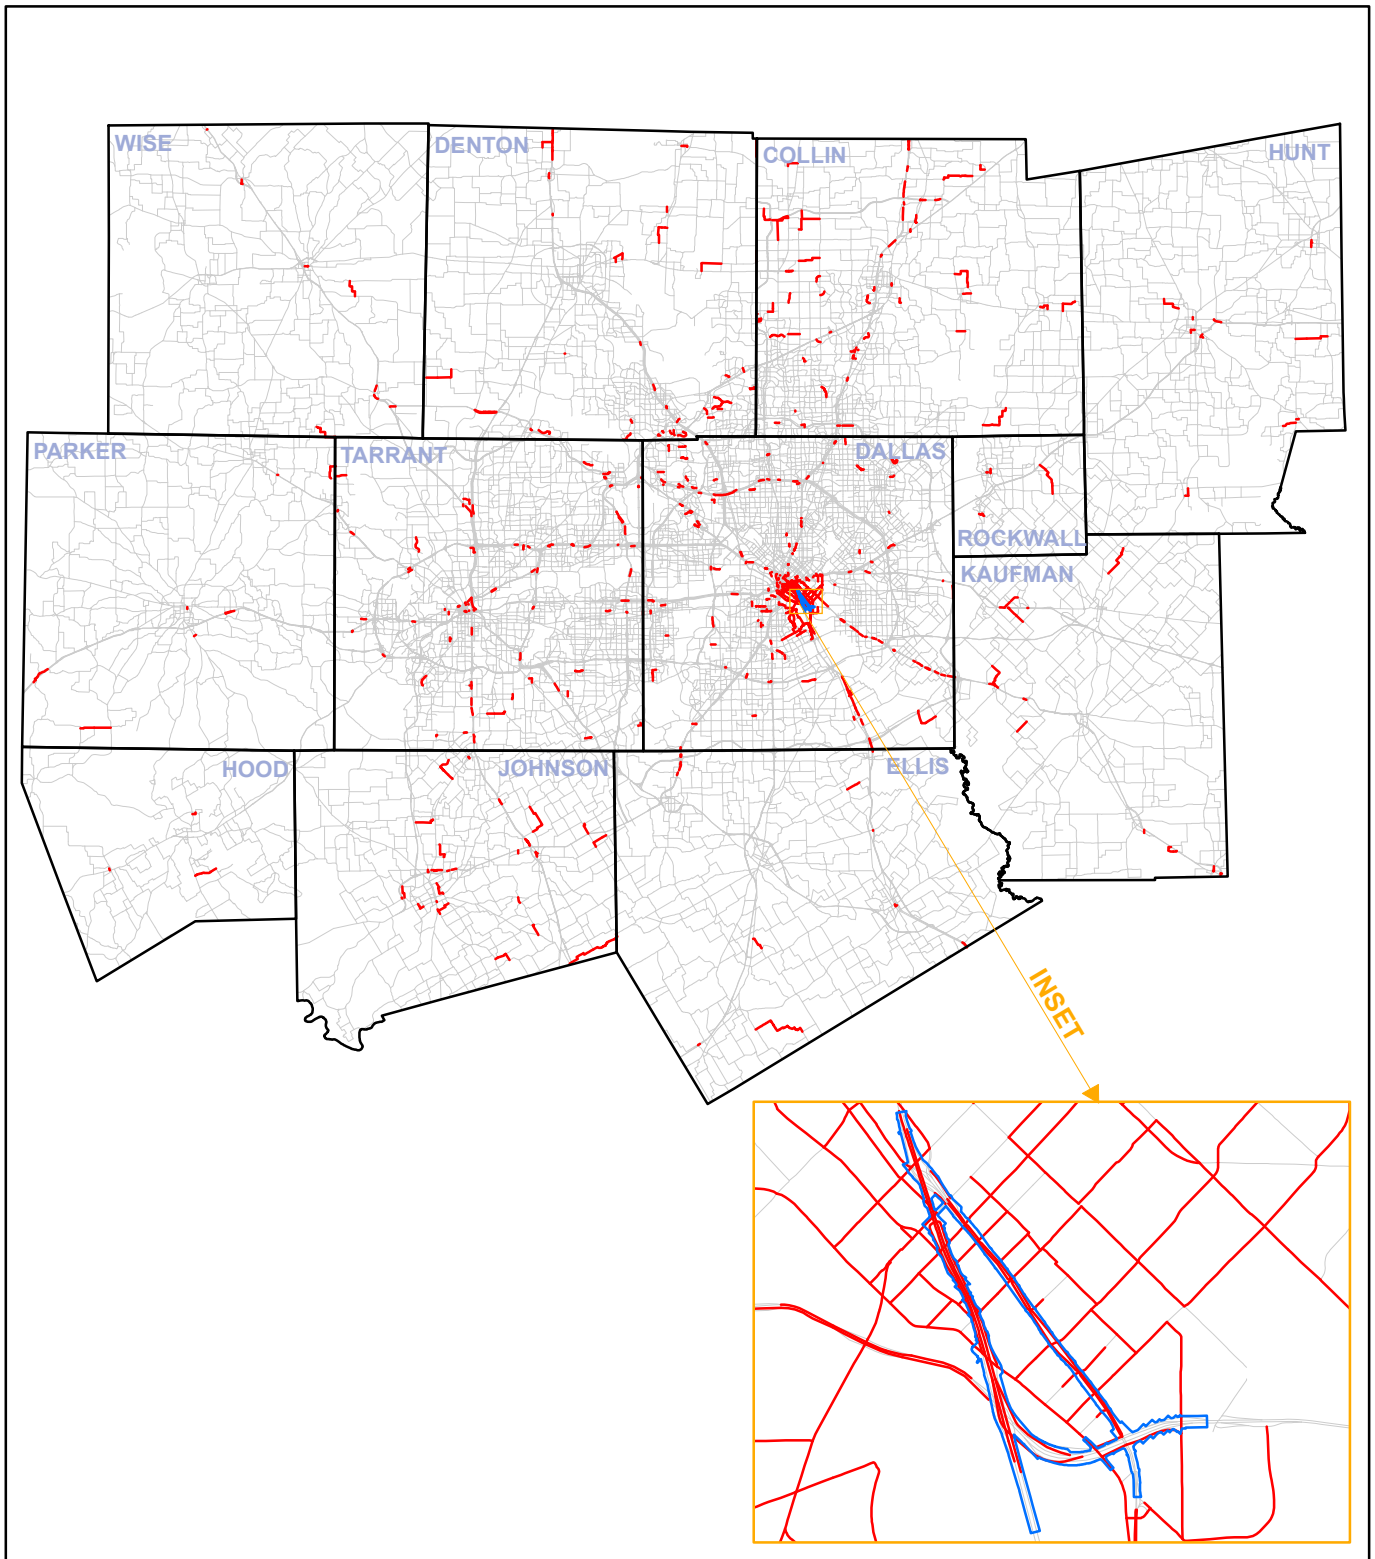 WISE
DENTON
COLLIN
HUNT
PARKER
TARRANT
DALLAS
ROCKWALL
KAUFMAN
HOOD
JOHNSON
ELLIS
INSET